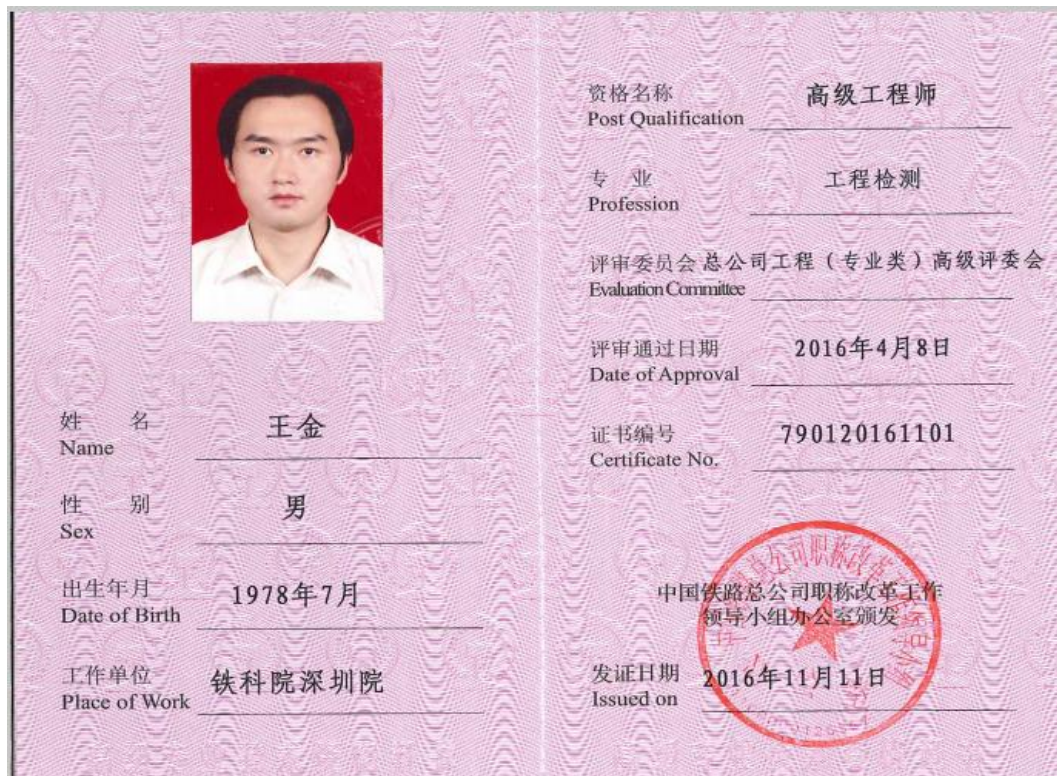 姓 名 王金
Name
性 别 男
Sex
出生年月 1978年7月
Date of Birth
工作单位 铁科院深圳院
Place of Work
资格名称 高级工程师
Post Qualification
专 业 工程检测
Profession
评审委员会 总公司工程（专业类）高级评委会
Evaluation Committee
评审通过日期 2016年4月8日
Date of Approval
证书编号 790120161101
Certificate No.
中国铁路总公司职称改革工作
领导小组办公室颁发
发证日期 2016年11月11日
Issued on